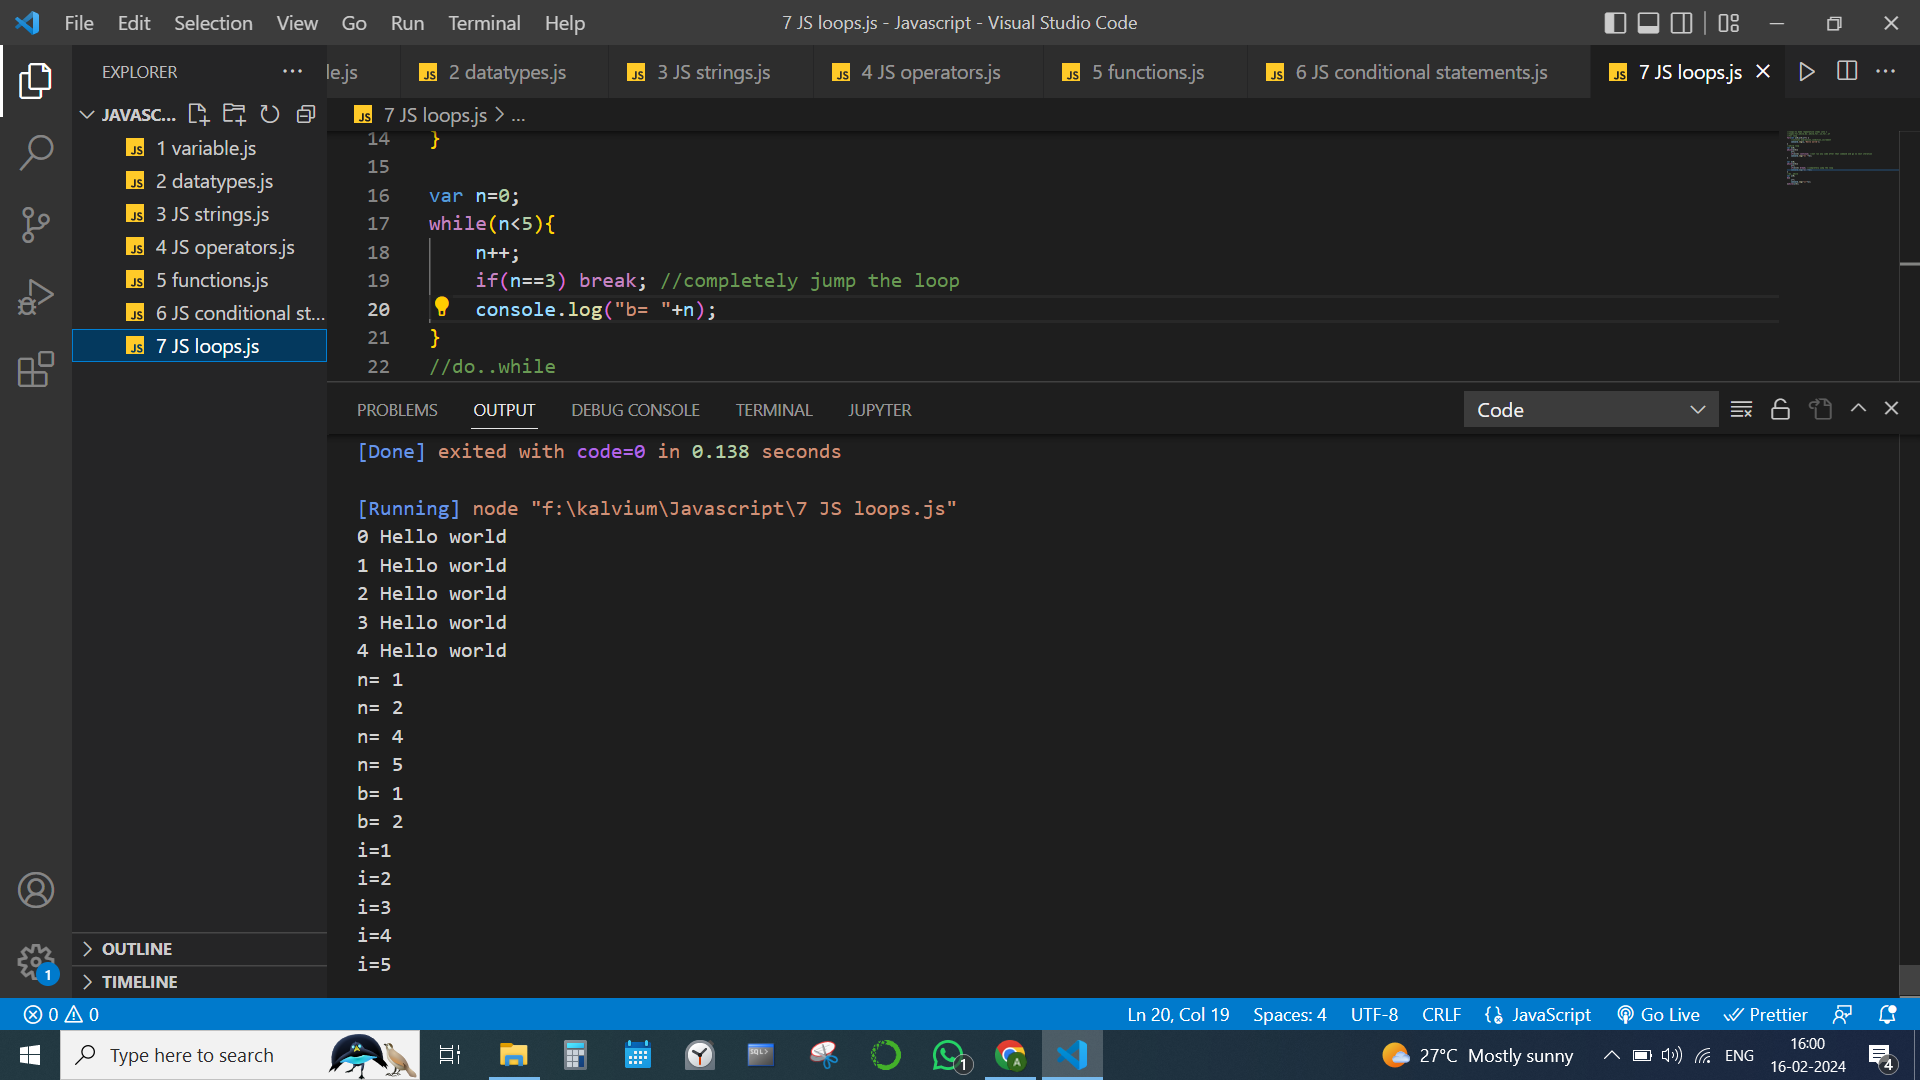 File Edit Selection View Go Run Terminal Help
7 JS loops.js - Javascript - Visual Studio Code
EXPLORER
le.js
JS 2 datatypes.js
JS 3 JS strings.js
JS 4 JS operators.js
JS 5 functions.js
JS 6 JS conditional statements.js
JS 7 JS loops.js
JAVASC...
JS 1 variable.js
JS 2 datatypes.js
JS 3 JS strings.js
JS 4 JS operators.js
JS 5 functions.js
JS 6 JS conditional st...
JS 7 JS loops.js
OUTLINE
TIMELINE
JS 7 JS loops.js > ...
14 }
15
16 var n=0;
17 while(n<5){
18 n++;
19 if(n==3) break; //completely jump the loop
20 console.log("b= "+n);
21 }
22 //do..while
PROBLEMS OUTPUT DEBUG CONSOLE TERMINAL JUPYTER
Code
[Done] exited with code=0 in 0.138 seconds
[Running] node "f:\kalvium\Javascript\7 JS loops.js"
0 Hello world
1 Hello world
2 Hello world
3 Hello world
4 Hello world
n= 1
n= 2
n= 4
n= 5
b= 1
b= 2
i=1
i=2
i=3
i=4
i=5
1
0 0
Ln 20, Col 19 Spaces: 4 UTF-8 CRLF JavaScript Go Live Prettier
Type here to search
SQL>
1
A
27°C Mostly sunny
ENG
16:00
16-02-2024
4